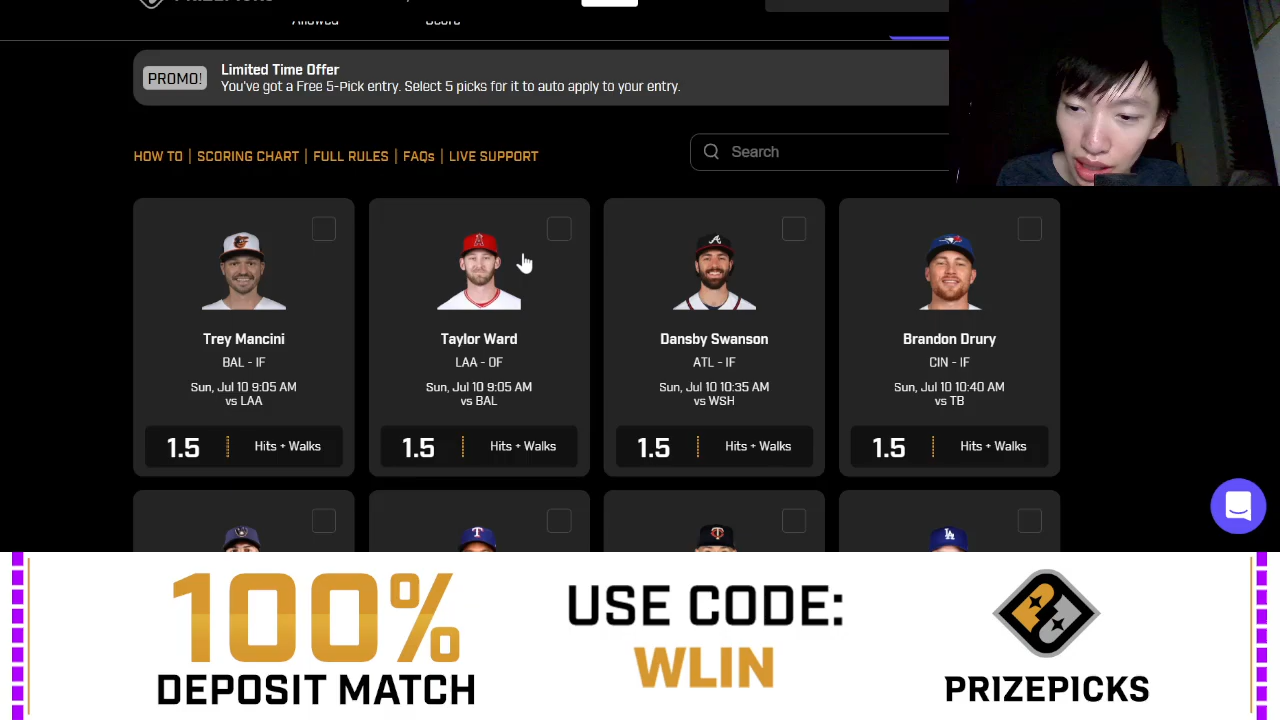 Allowed
Score
PROMO!
Limited Time Offer
You've got a Free 5-Pick entry. Select 5 picks for it to auto apply to your entry.
HOW TO | SCORING CHART | FULL RULES | FAQs | LIVE SUPPORT
Search
Trey Mancini
BAL - IF
Sun, Jul 10 9:05 AM
vs LAA
1.5 Hits + Walks
Taylor Ward
LAA - OF
Sun, Jul 10 9:05 AM
vs BAL
1.5 Hits + Walks
Dansby Swanson
ATL - IF
Sun, Jul 10 10:35 AM
vs WSH
1.5 Hits + Walks
Brandon Drury
CIN - IF
Sun, Jul 10 10:40 AM
vs TB
1.5 Hits + Walks
100%
DEPOSIT MATCH
USE CODE:
WLIN
PRIZEPICKS